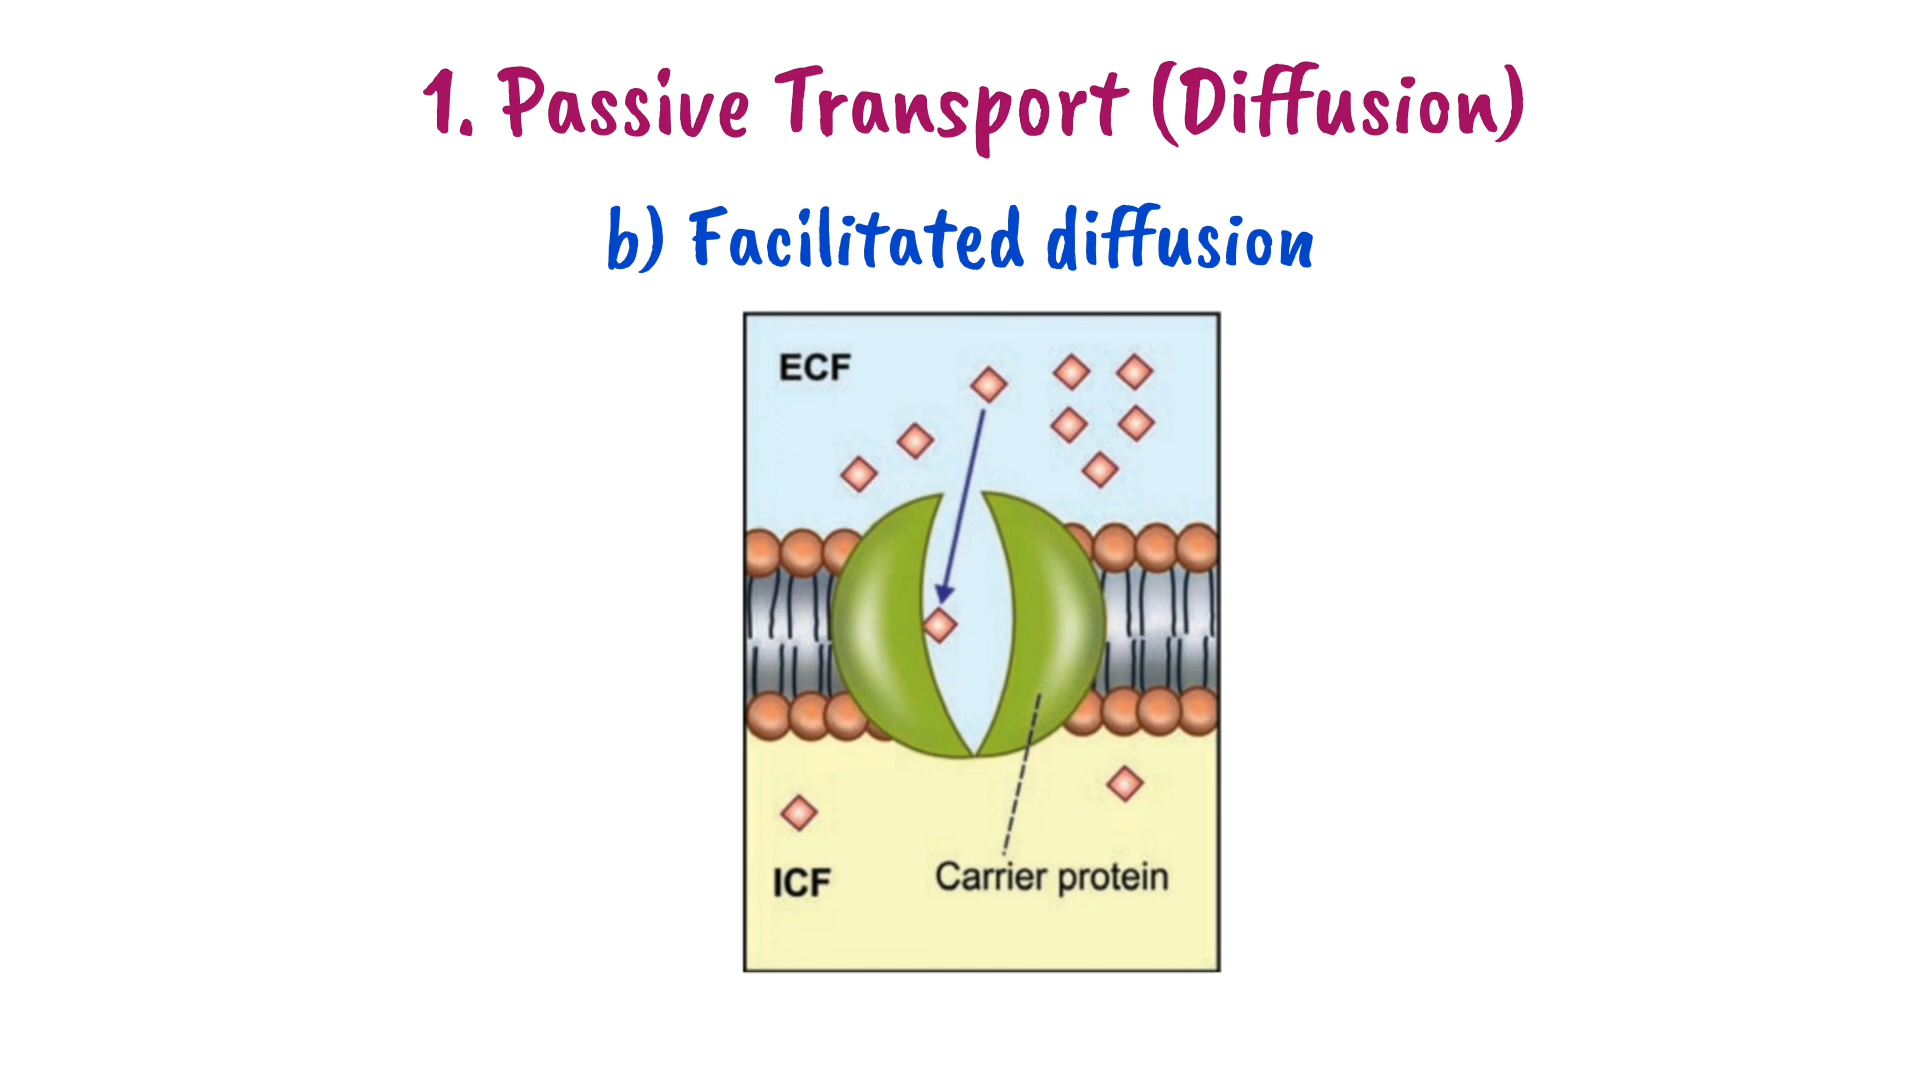 1. Passive Transport (Diffusion)
b) Facilitated diffusion
ECF
ICF
Carrier protein